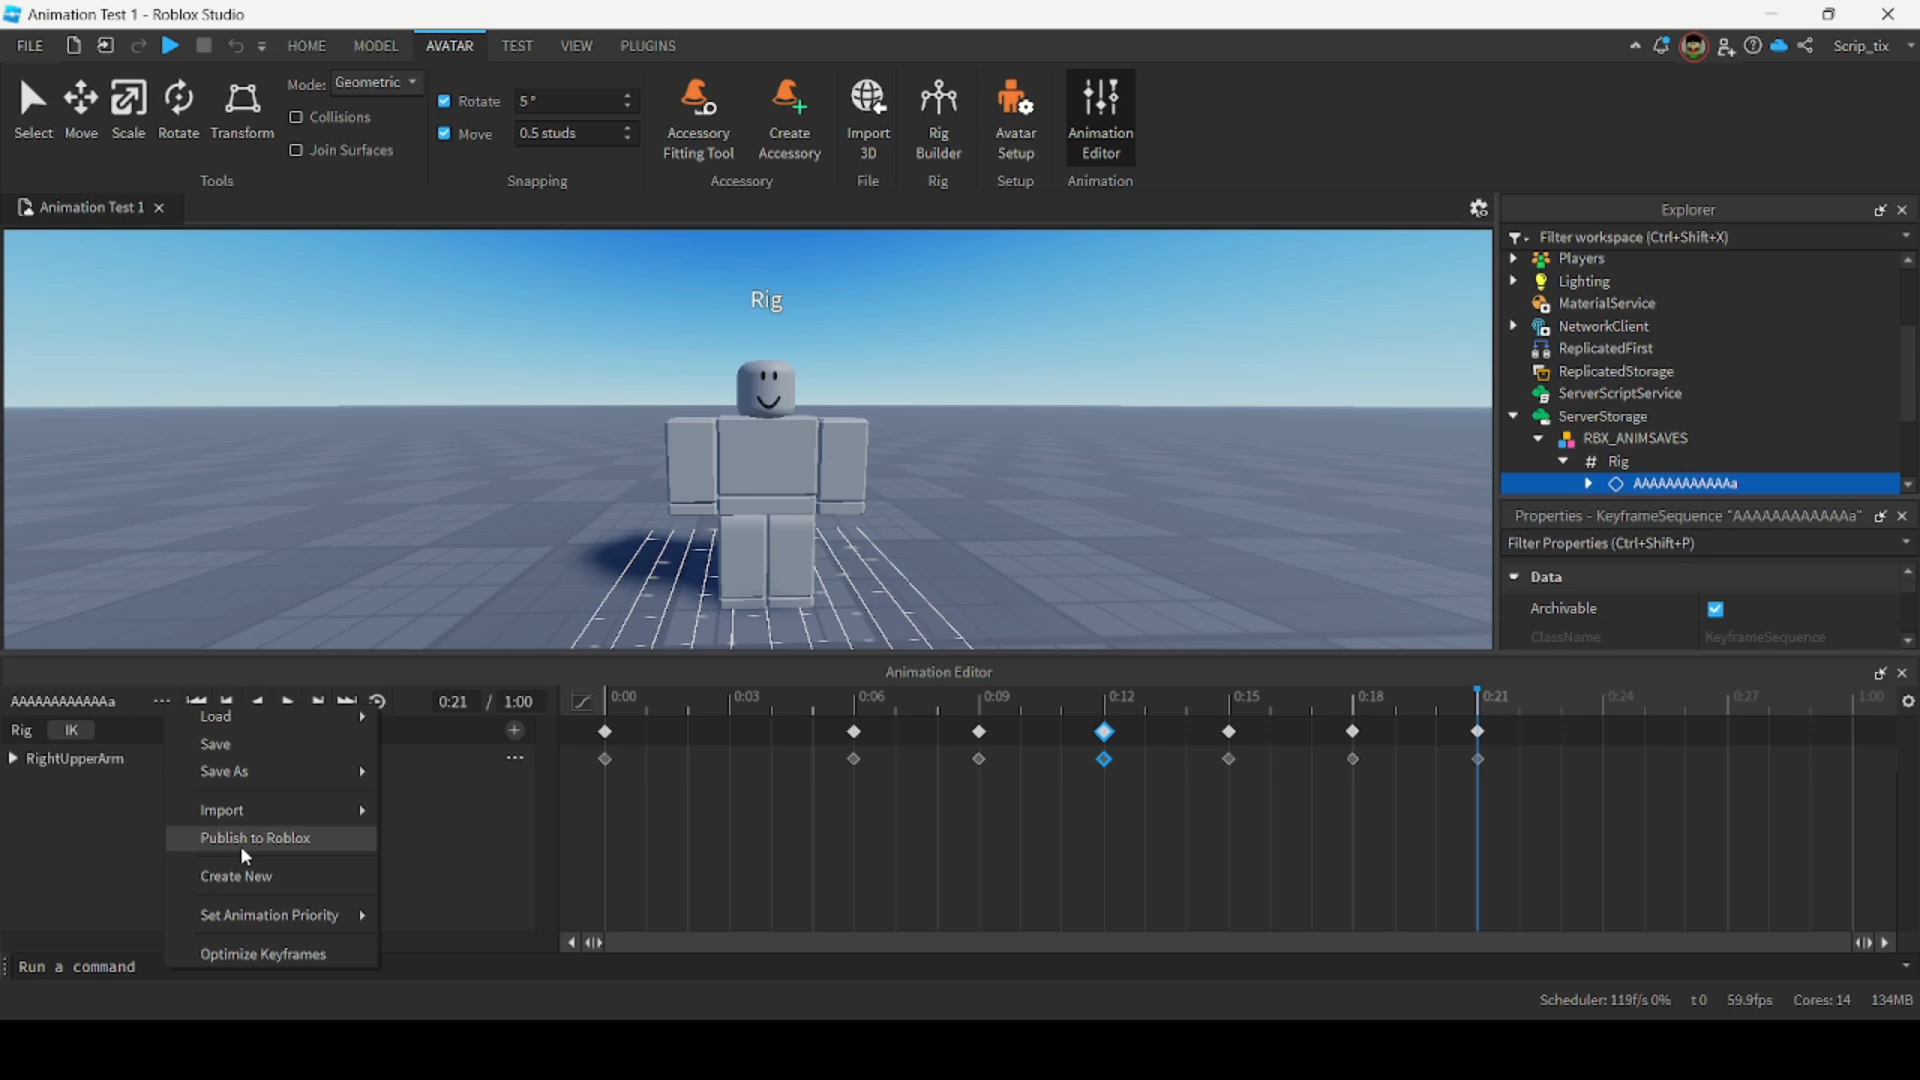 Animation Test 1 - Roblox Studio
FILE HOME MODEL AVATAR TEST VIEW PLUGINS Scrip_tix
Select Move Scale Rotate Transform
Mode: Geometric
Collisions
Join Surfaces
Tools
Rotate 5°
Move 0.5 studs
Snapping
Accessory Fitting Tool
Create Accessory
Accessory
Import 3D
File
Rig Builder
Rig
Avatar Setup
Setup
Animation Editor
Animation
Animation Test 1
Rig
Explorer
Filter workspace (Ctrl+Shift+X)
Players
Lighting
MaterialService
NetworkClient
ReplicatedFirst
ReplicatedStorage
ServerScriptService
ServerStorage
RBX_ANIMSAVES
# Rig
AAAAAAAAAAAAa
Properties - KeyframeSequence "AAAAAAAAAAAAa"
Filter Properties (Ctrl+Shift+P)
Data
Archivable
ClassName KeyframeSequence
Animation Editor
AAAAAAAAAAAAa ... 0:21 / 1:00
0:00 0:03 0:06 0:09 0:12 0:15 0:18 0:21 0:24 0:27 1:00
Rig IK
RightUpperArm ...
Load
Save
Save As
Import
Publish to Roblox
Create New
Set Animation Priority
Optimize Keyframes
Run a command
Scheduler: 119f/s 0% t 0 59.9fps Cores: 14 134MB